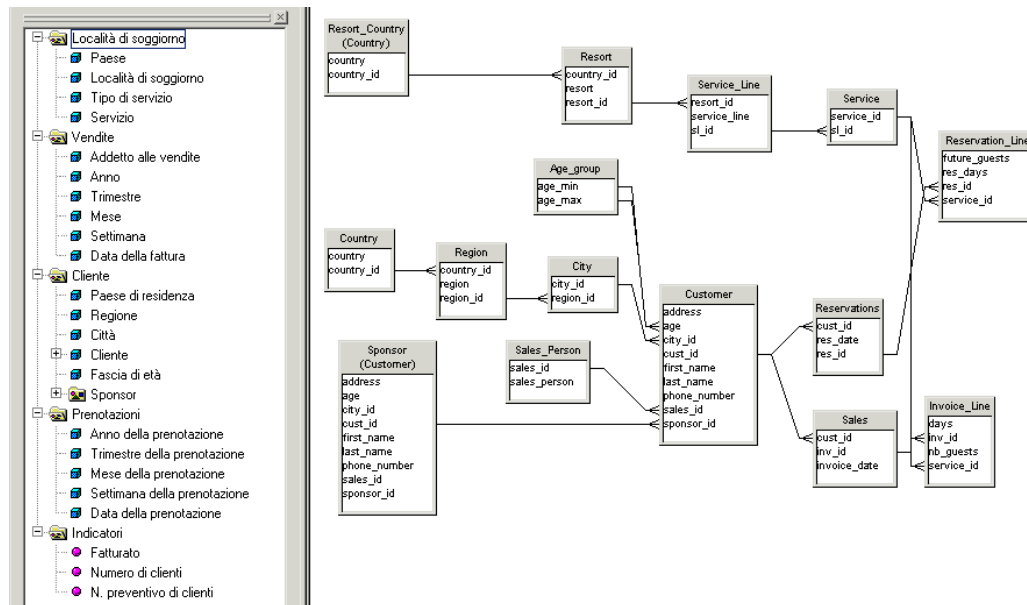 Località di soggiorno
Paese
Località di soggiorno
Tipo di servizio
Servizio
Vendite
Addetto alle vendite
Anno
Trimestre
Mese
Settimana
Data della fattura
Cliente
Paese di residenza
Regione
Città
Cliente
Fascia di età
Sponsor
Prenotazioni
Anno della prenotazione
Trimestre della prenotazione
Mese della prenotazione
Settimana della prenotazione
Data della prenotazione
Indicatori
Fatturato
Numero di clienti
N. preventivo di clienti
Resort_Country
(Country)
country
country_id
Resort
country_id
resort
resort_id
Service_Line
resort_id
service_line
sl_id
Service
service_id
sl_id
Reservation_Line
future_guests
res_days
res_id
service_id
Age_group
age_min
age_max
Country
country
country_id
Region
country_id
region
region_id
City
city_id
region_id
Customer
address
age
city_id
cust_id
first_name
last_name
phone_number
sales_id
sponsor_id
Reservations
cust_id
res_date
res_id
Sponsor
(Customer)
address
age
city_id
cust_id
first_name
last_name
phone_number
sales_id
sponsor_id
Sales_Person
sales_id
sales_person
Sales
cust_id
inv_id
invoice_date
Invoice_Line
days
inv_id
nb_guests
service_id